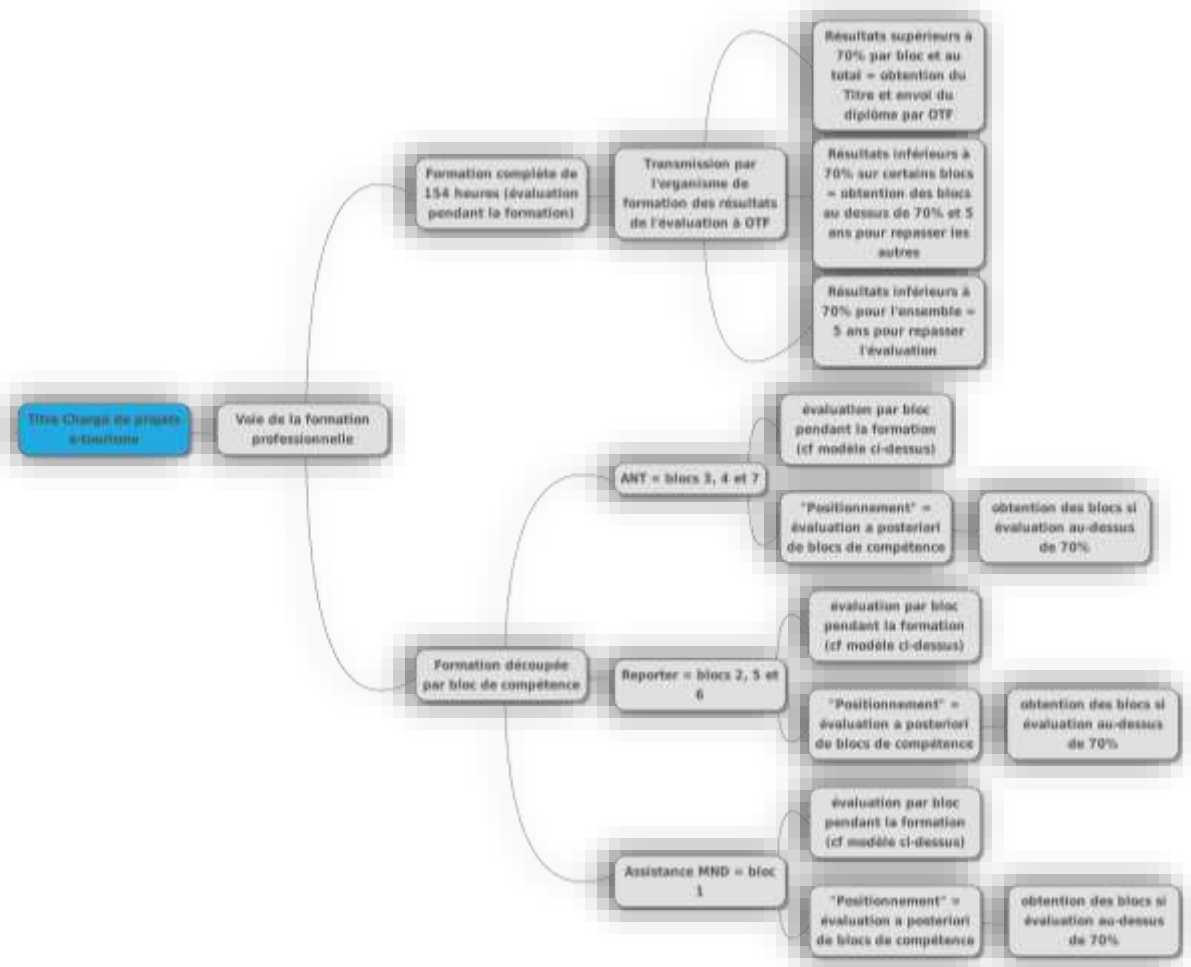 Titre Chargé de projets
e-tourisme
Voie de la formation
professionnelle
Formation complète de
154 heures (évaluation
pendant la formation)
Transmission par
l'organisme de
formation des résultats
de l'évaluation à OTF
Résultats supérieurs à
70% par bloc et au
total = obtention du
Titre et envoi du
diplôme par OTF
Résultats inférieurs à
70% sur certains blocs
= obtention des blocs
au dessus de 70% et 5
ans pour repasser les
autres
Résultats inférieurs à
70% pour l'ensemble =
5 ans pour repasser
l'évaluation
Formation découpée
par bloc de compétence
ANT = blocs 3, 4 et 7
évaluation par bloc
pendant la formation
(cf modèle ci-dessus)
"Positionnement" =
évaluation a posteriori
de blocs de compétence
obtention des blocs si
évaluation au-dessus
de 70%
Reporter = blocs 2, 5 et
6
évaluation par bloc
pendant la formation
(cf modèle ci-dessus)
"Positionnement" =
évaluation a posteriori
de blocs de compétence
obtention des blocs si
évaluation au-dessus
de 70%
Assistance MND = bloc
1
évaluation par bloc
pendant la formation
(cf modèle ci-dessus)
"Positionnement" =
évaluation a posteriori
de blocs de compétence
obtention des blocs si
évaluation au-dessus
de 70%